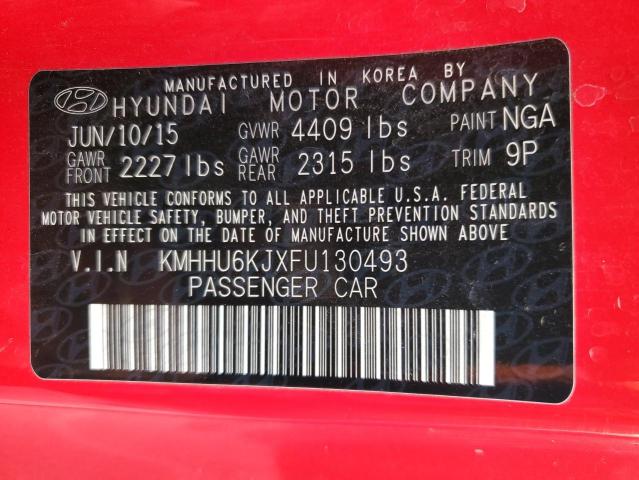 MANUFACTURED IN KOREA BY
HYUNDAI MOTOR COMPANY
JUN/10/15 GVWR 4409 lbs PAINT NGA
GAWR FRONT 2227 lbs GAWR REAR 2315 lbs TRIM 9P
THIS VEHICLE CONFORMS TO ALL APPLICABLE U.S.A. FEDERAL
MOTOR VEHICLE SAFETY, BUMPER, AND THEFT PREVENTION STANDARDS
IN EFFECT ON THE DATE OF MANUFACTURE SHOWN ABOVE.
V.I.N KMHHU6KJXFU130493
PASSENGER CAR